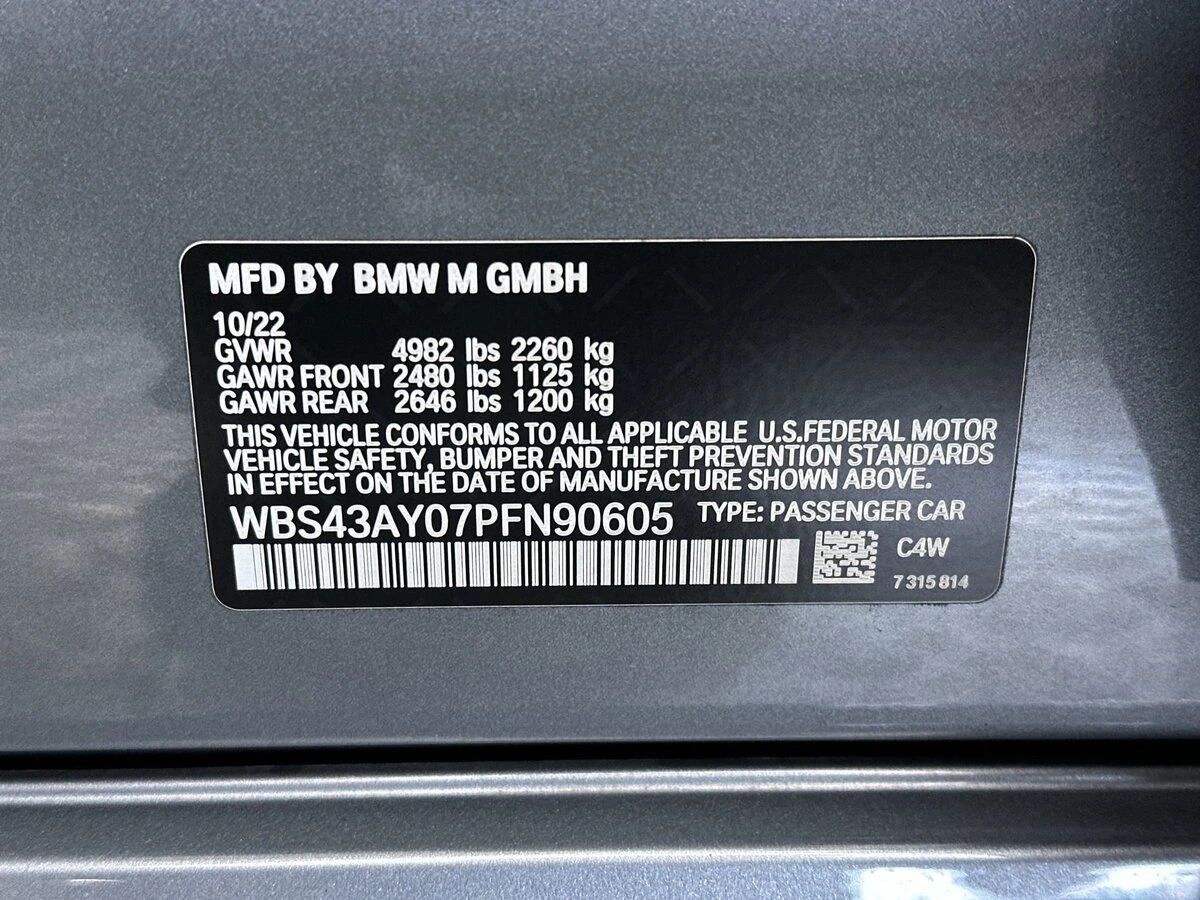 MFD BY BMW M GMBH
10/22
GVWR 4982 lbs 2260 kg
GAWR FRONT 2480 lbs 1125 kg
GAWR REAR 2646 lbs 1200 kg
THIS VEHICLE CONFORMS TO ALL APPLICABLE U.S.FEDERAL MOTOR
VEHICLE SAFETY, BUMPER AND THEFT PREVENTION STANDARDS
IN EFFECT ON THE DATE OF MANUFACTURE SHOWN ABOVE.
WBS43AY07PFN90605 TYPE: PASSENGER CAR
C4W
7 315 814